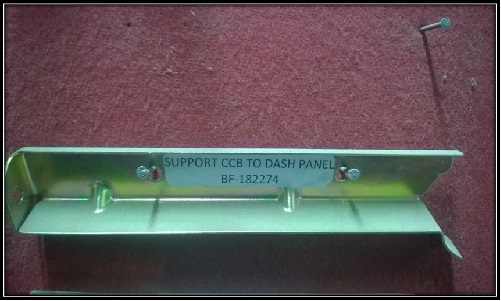 SUPPORT CCB TO DASH PANEL
BF-182274